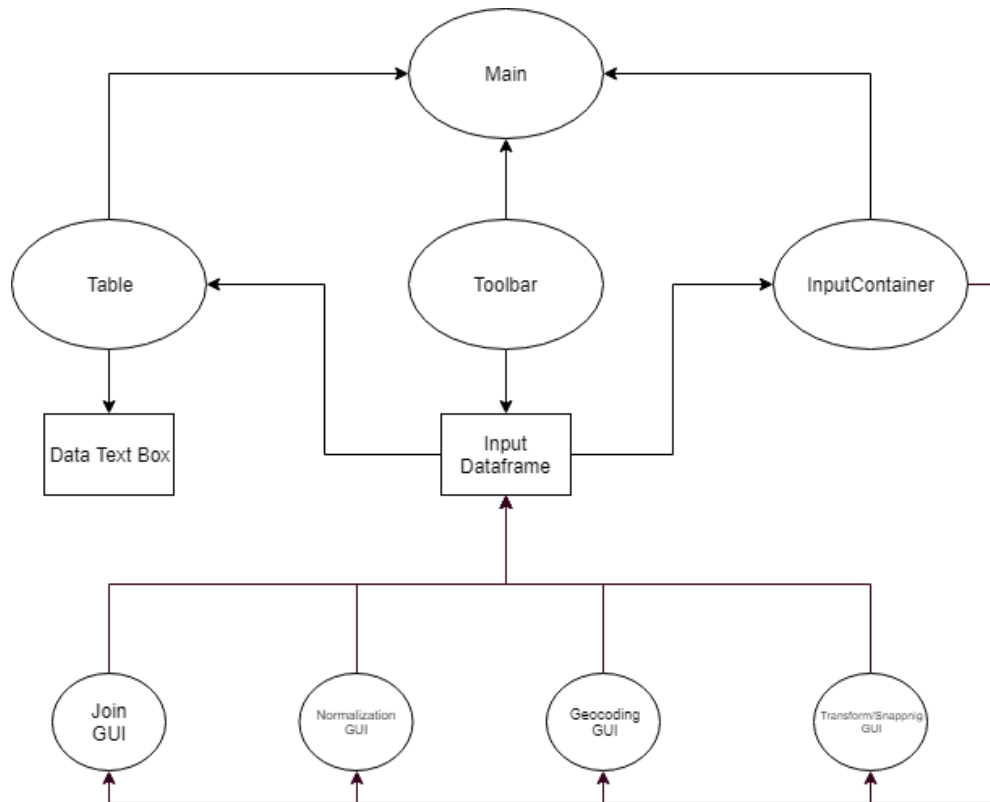 Main
Table
Toolbar
InputContainer
Data Text Box
Input
Dataframe
Join
GUI
Normalization
GUI
Geocoding
GUI
Transform/Snappnig
GUI